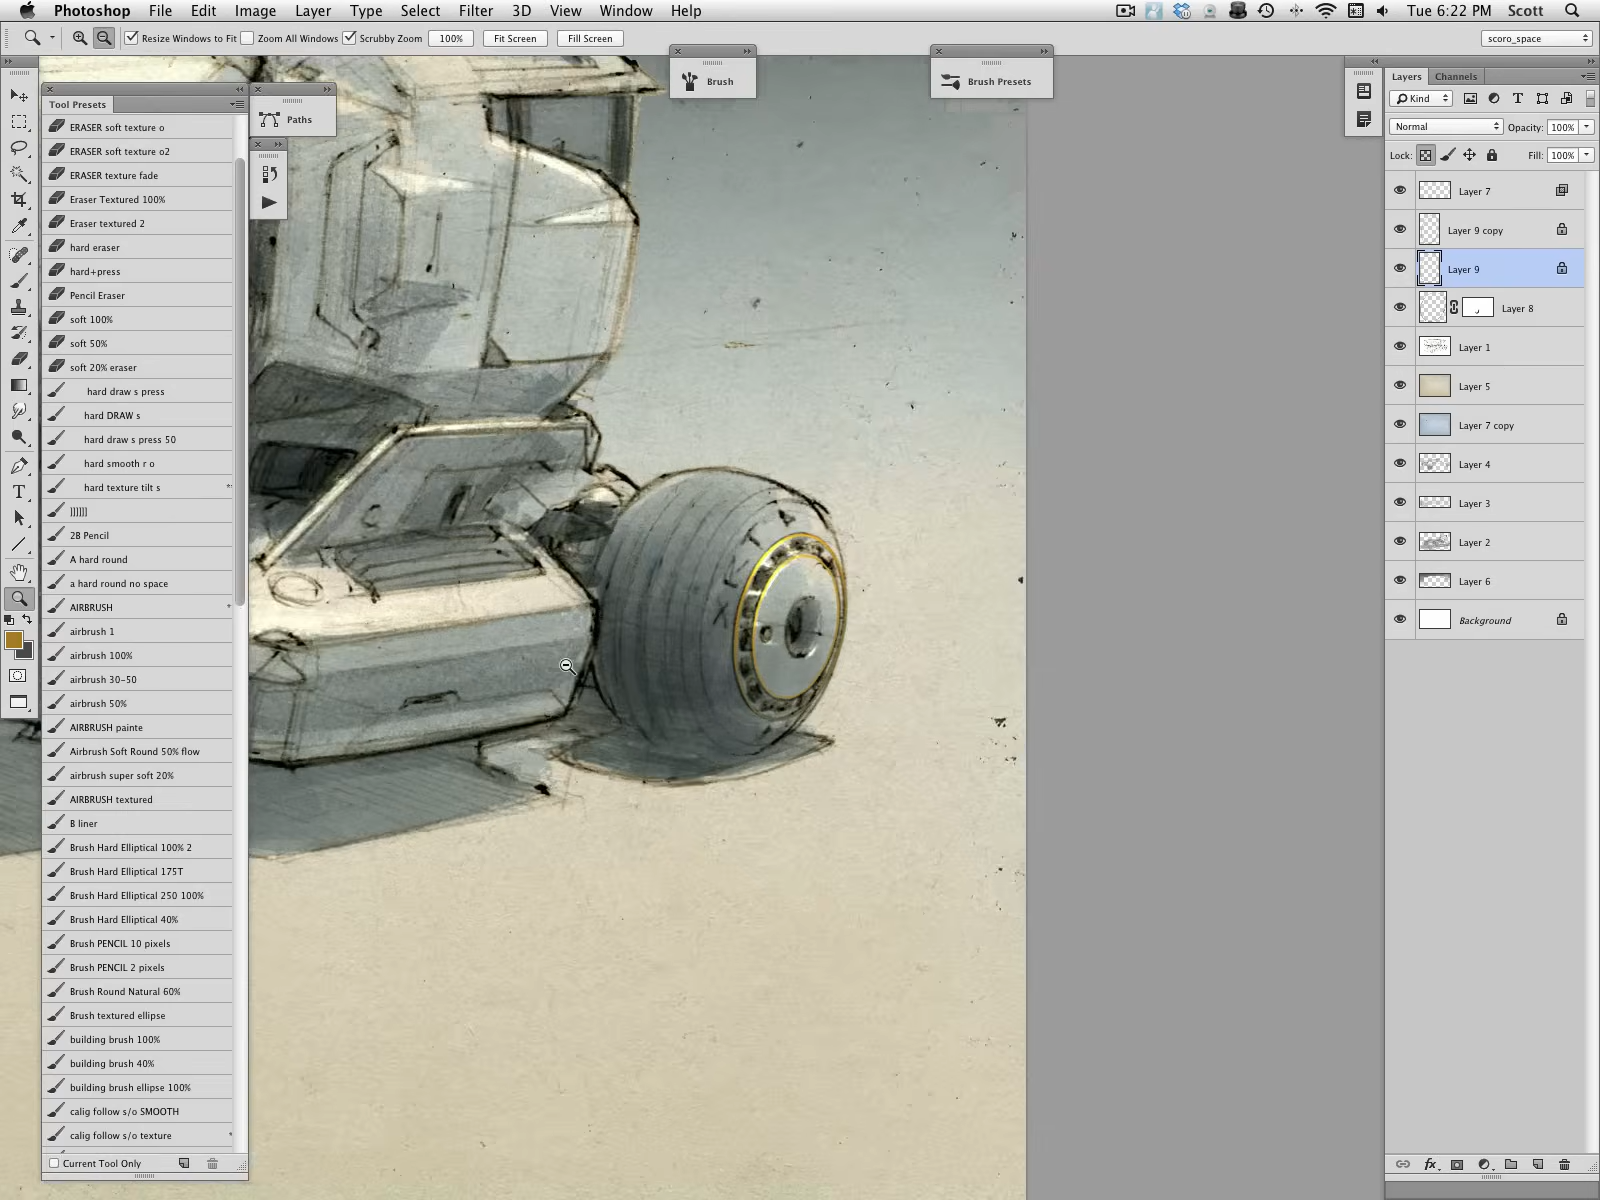 Photoshop File Edit Image Layer Type Select Filter 3D View Window Help Tue 6:22 PM Scott
Resize Windows to Fit Zoom All Windows Scrubby Zoom 100% Fit Screen Fill Screen scoro_space
Brush
Brush Presets
Tool Presets
Paths
ERASER soft texture o
ERASER soft texture o2
ERASER texture fade
Eraser Textured 100%
Eraser textured 2
hard eraser
hard+press
Pencil Eraser
soft 100%
soft 50%
soft 20% eraser
hard draw s press
hard DRAW s
hard draw s press 50
hard smooth r o
hard texture tilt s
]]]]]]
2B Pencil
A hard round
a hard round no space
AIRBRUSH
airbrush 1
airbrush 100%
airbrush 30-50
airbrush 50%
AIRBRUSH painte
Airbrush Soft Round 50% flow
airbrush super soft 20%
AIRBRUSH textured
B liner
Brush Hard Elliptical 100% 2
Brush Hard Elliptical 175T
Brush Hard Elliptical 250 100%
Brush Hard Elliptical 40%
Brush PENCIL 10 pixels
Brush PENCIL 2 pixels
Brush Round Natural 60%
Brush textured ellipse
building brush 100%
building brush 40%
building brush ellipse 100%
calig follow s/o SMOOTH
calig follow s/o texture
Current Tool Only
Layers Channels
Kind
Normal Opacity: 100%
Lock: Fill: 100%
Layer 7
Layer 9 copy
Layer 9
Layer 8
Layer 1
Layer 5
Layer 7 copy
Layer 4
Layer 3
Layer 2
Layer 6
Background
fx